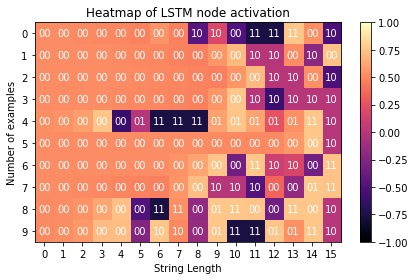 Heatmap of LSTM node activation
Number of examples
0 00 00 00 00 00 00 00 00 10 10 00 11 11 11 00 10
1 00 00 00 00 00 00 00 00 00 00 00 10 10 00 10 00
2 00 00 00 00 00 00 00 00 00 00 00 00 10 10 00 10
3 00 00 00 00 00 00 00 00 00 00 00 10 10 10 10 10
4 00 00 00 00 00 01 11 11 11 01 01 01 01 01 11 10
5 00 00 00 00 00 00 00 00 00 00 00 00 00 00 00 10
6 00 00 00 00 00 00 00 00 00 00 00 11 10 10 00 11
7 00 00 00 00 00 00 00 00 00 10 10 10 00 00 01 11
8 00 00 00 00 00 00 11 11 00 01 11 00 00 11 00 10
9 00 00 00 00 00 00 10 10 00 01 11 11 01 01 11 10
0 1 2 3 4 5 6 7 8 9 10 11 12 13 14 15
String Length
1.00
0.75
0.50
0.25
0.00
−0.25
−0.50
−0.75
−1.00